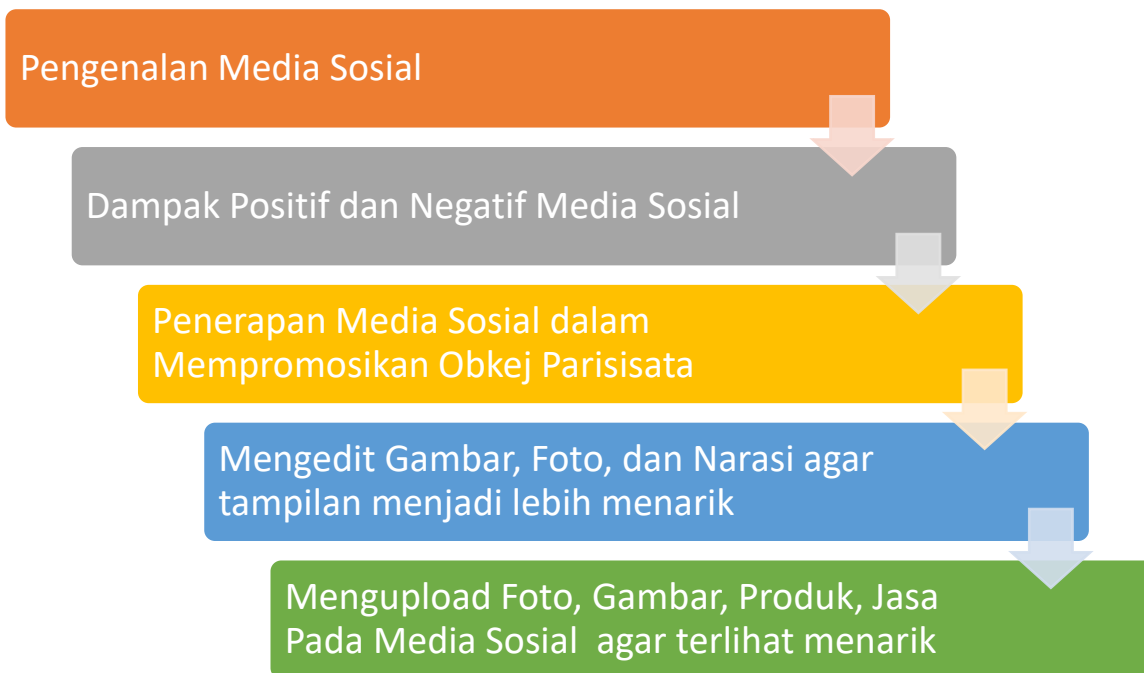 Pengenalan Media Sosial
Dampak Positif dan Negatif Media Sosial
Penerapan Media Sosial dalam
Mempromosikan Obkej Parisisata
Mengedit Gambar, Foto, dan Narasi agar
tampilan menjadi lebih menarik
Mengupload Foto, Gambar, Produk, Jasa
Pada Media Sosial  agar terlihat menarik